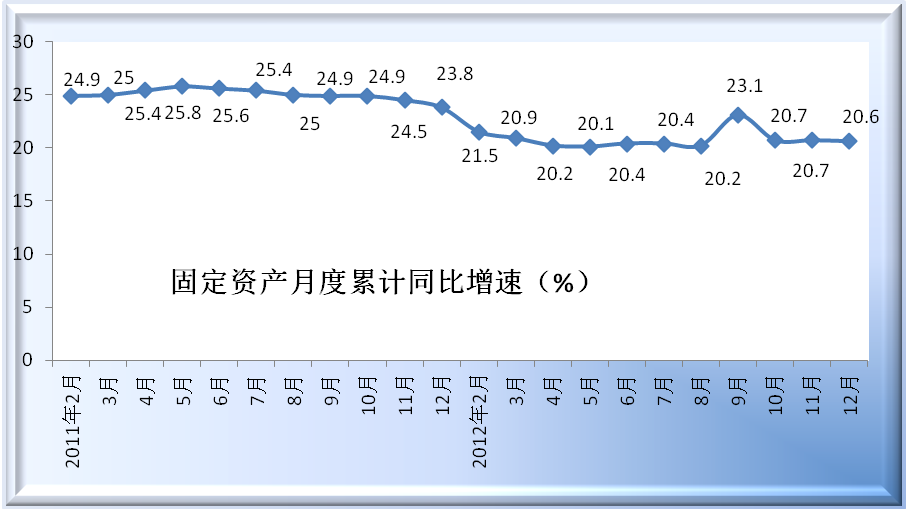 30
25
20
15
10
5
0
24.9
25
25.4
25.8
25.6
25.4
25
24.9
24.9
24.5
23.8
21.5
20.9
20.2
20.1
20.4
20.4
20.2
23.1
20.7
20.7
20.6
固定资产月度累计同比增速（%）
2011年2月
3月
4月
5月
6月
7月
8月
9月
10月
11月
12月
2012年2月
3月
4月
5月
6月
7月
8月
9月
10月
11月
12月